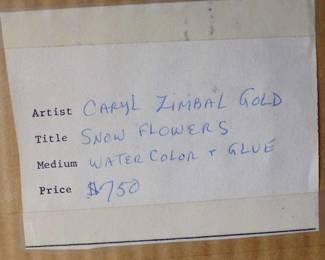 Artist CARYL ZIMBAL GOLD
Title SNOW FLOWERS
Medium WATER COLOR + GLUE
Price $750